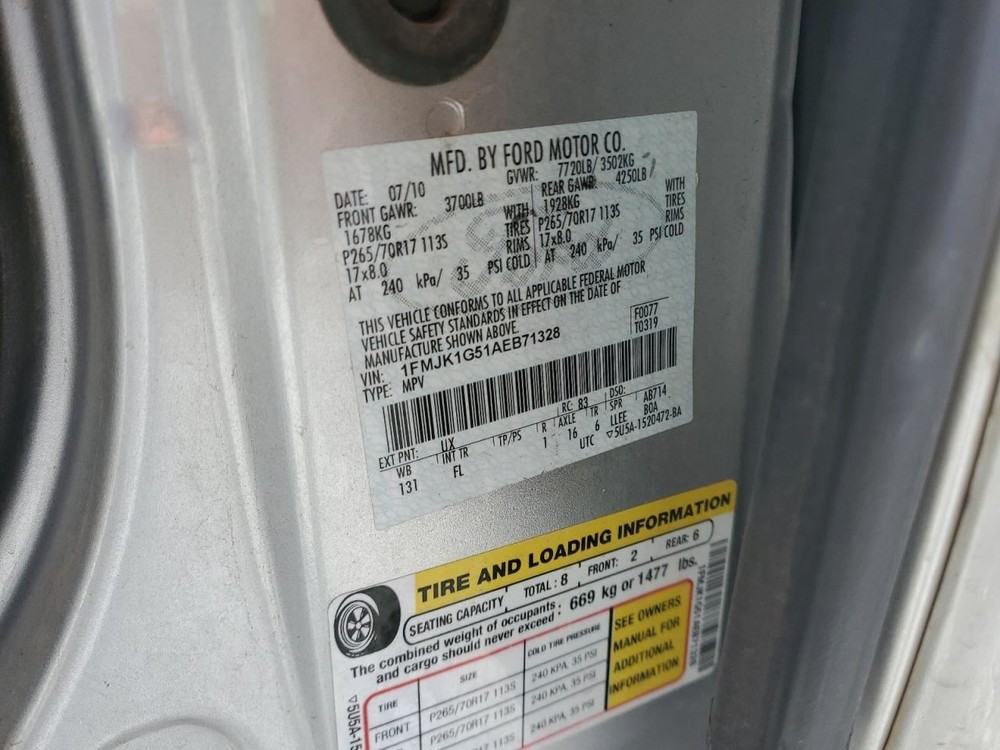 MFD. BY FORD MOTOR CO.
DATE: 07/10 GVWR: 7720LB/ 3502KG
FRONT GAWR: 3700LB REAR GAWR: 4250LB
1678KG WITH 1928KG WITH
P265/70R17 113S TIRES P265/70R17 113S TIRES
17x8.0 RIMS 17x8.0 RIMS
AT 240 kPa/ 35 PSI COLD AT 240 kPa/ 35 PSI COLD
THIS VEHICLE CONFORMS TO ALL APPLICABLE FEDERAL MOTOR
VEHICLE SAFETY STANDARDS IN EFFECT ON THE DATE OF
MANUFACTURE SHOWN ABOVE.
VIN: 1FMJK1G51AEB71328
TYPE: MPV
F0077
T0319
EXT PNT: UX RC: 83 DSO:
WB INT TR TP/PS R AXLE TR SPR AB714
131 FL 1 16 6 LLEE BOA
UTC ▽5U5A-1520472-BA
TIRE AND LOADING INFORMATION
SEATING CAPACITY TOTAL: 8 FRONT: 2 REAR: 6
The combined weight of occupants and cargo should never exceed: 669 kg or 1477 lbs.
TIRE SIZE COLD TIRE PRESSURE
FRONT P265/70R17 113S 240 KPA, 35 PSI
P265/70R17 113S 240 KPA, 35 PSI
17 113S 240 KPA, 35 PSI
SEE OWNERS
MANUAL FOR
ADDITIONAL
INFORMATION
▽5U5A-15